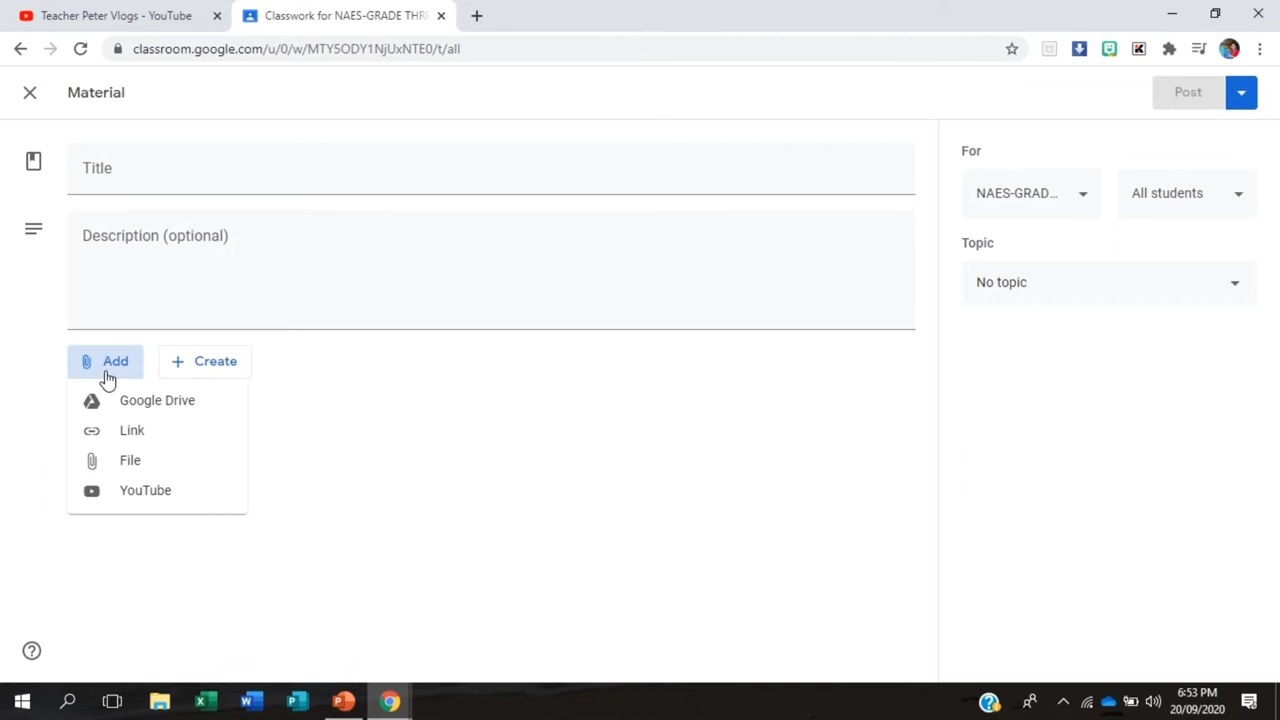 Teacher Peter Vlogs - YouTube
Classwork for NAES-GRADE THR
classroom.google.com/u/0/w/MTY5ODY1NjUxNTE0/t/all
Material
Post
Title
For
NAES-GRAD...
All students
Description (optional)
Topic
No topic
Add
Create
Google Drive
Link
File
YouTube
6:53 PM
20/09/2020